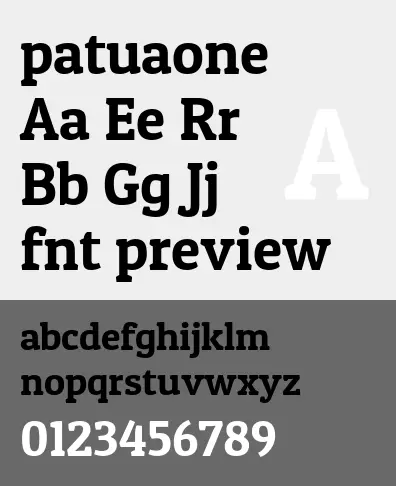 patuaone
Aa Ee Rr
A
Bb Gg Jj
fnt preview
abcdefghijklm
nopqrstuvwxyz
0123456789